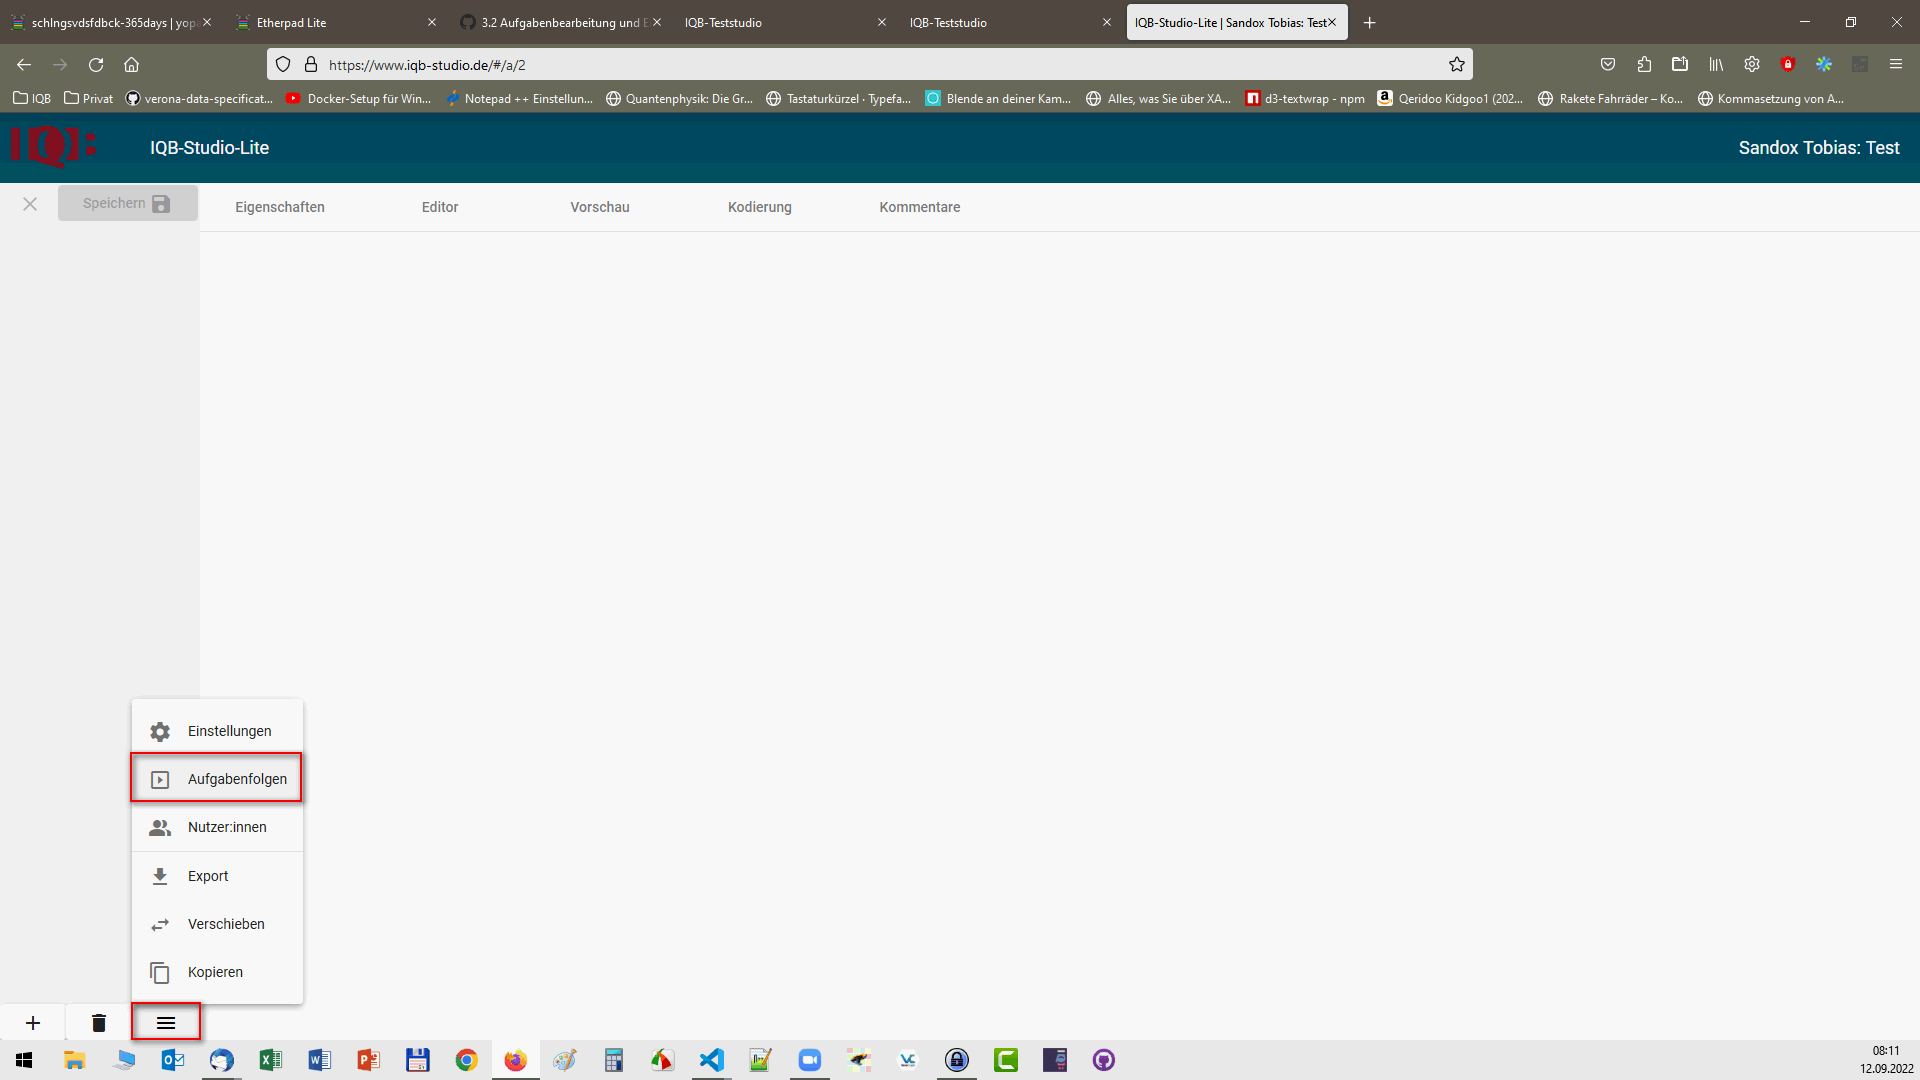 schlngsvdsfdbck-365days | yopa
Etherpad Lite
3.2 Aufgabenbearbeitung und E
IQB-Teststudio
IQB-Teststudio
IQB-Studio-Lite | Sandox Tobias: Test
https://www.iqb-studio.de/#/a/2
IQB
Privat
verona-data-specificat...
Docker-Setup für Win...
Notepad ++ Einstellun...
Quantenphysik: Die Gr...
Tastaturkürzel · Typefa...
Blende an deiner Kam...
Alles, was Sie über XA...
d3-textwrap - npm
Qeridoo Kidgoo1 (202...
Rakete Fahrräder – Ko...
Kommasetzung von A...
IQB:
IQB-Studio-Lite
Sandox Tobias: Test
Speichern
Eigenschaften
Editor
Vorschau
Kodierung
Kommentare
Einstellungen
Aufgabenfolgen
Nutzer:innen
Export
Verschieben
Kopieren
08:11
12.09.2022